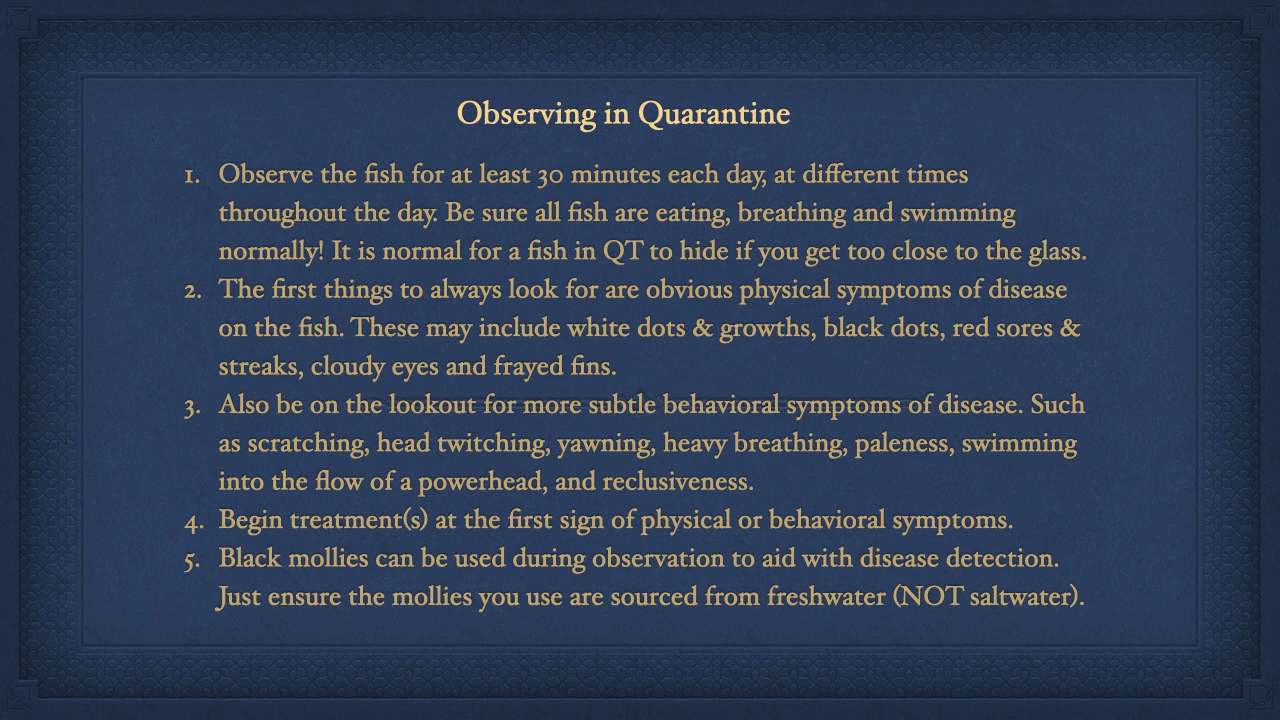 Observing in Quarantine
1. Observe the fish for at least 30 minutes each day, at different times
throughout the day. Be sure all fish are eating, breathing and swimming
normally! It is normal for a fish in QT to hide if you get too close to the glass.
2. The first things to always look for are obvious physical symptoms of disease
on the fish. These may include white dots & growths, black dots, red sores &
streaks, cloudy eyes and frayed fins.
3. Also be on the lookout for more subtle behavioral symptoms of disease. Such
as scratching, head twitching, yawning, heavy breathing, paleness, swimming
into the flow of a powerhead, and reclusiveness.
4. Begin treatment(s) at the first sign of physical or behavioral symptoms.
5. Black mollies can be used during observation to aid with disease detection.
Just ensure the mollies you use are sourced from freshwater (NOT saltwater).